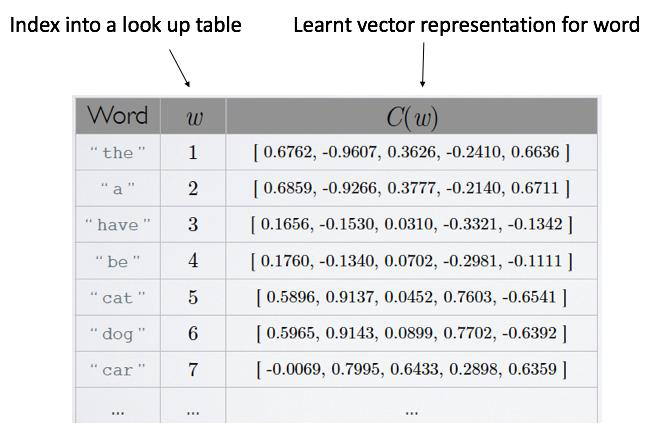 Index into a look up table Learnt vector representation for word
Word w C(w)
"the" 1 [ 0.6762, -0.9607, 0.3626, -0.2410, 0.6636 ]
"a" 2 [ 0.6859, -0.9266, 0.3777, -0.2140, 0.6711 ]
"have" 3 [ 0.1656, -0.1530, 0.0310, -0.3321, -0.1342 ]
"be" 4 [ 0.1760, -0.1340, 0.0702, -0.2981, -0.1111 ]
"cat" 5 [ 0.5896, 0.9137, 0.0452, 0.7603, -0.6541 ]
"dog" 6 [ 0.5965, 0.9143, 0.0899, 0.7702, -0.6392 ]
"car" 7 [ -0.0069, 0.7995, 0.6433, 0.2898, 0.6359 ]
... ... ...